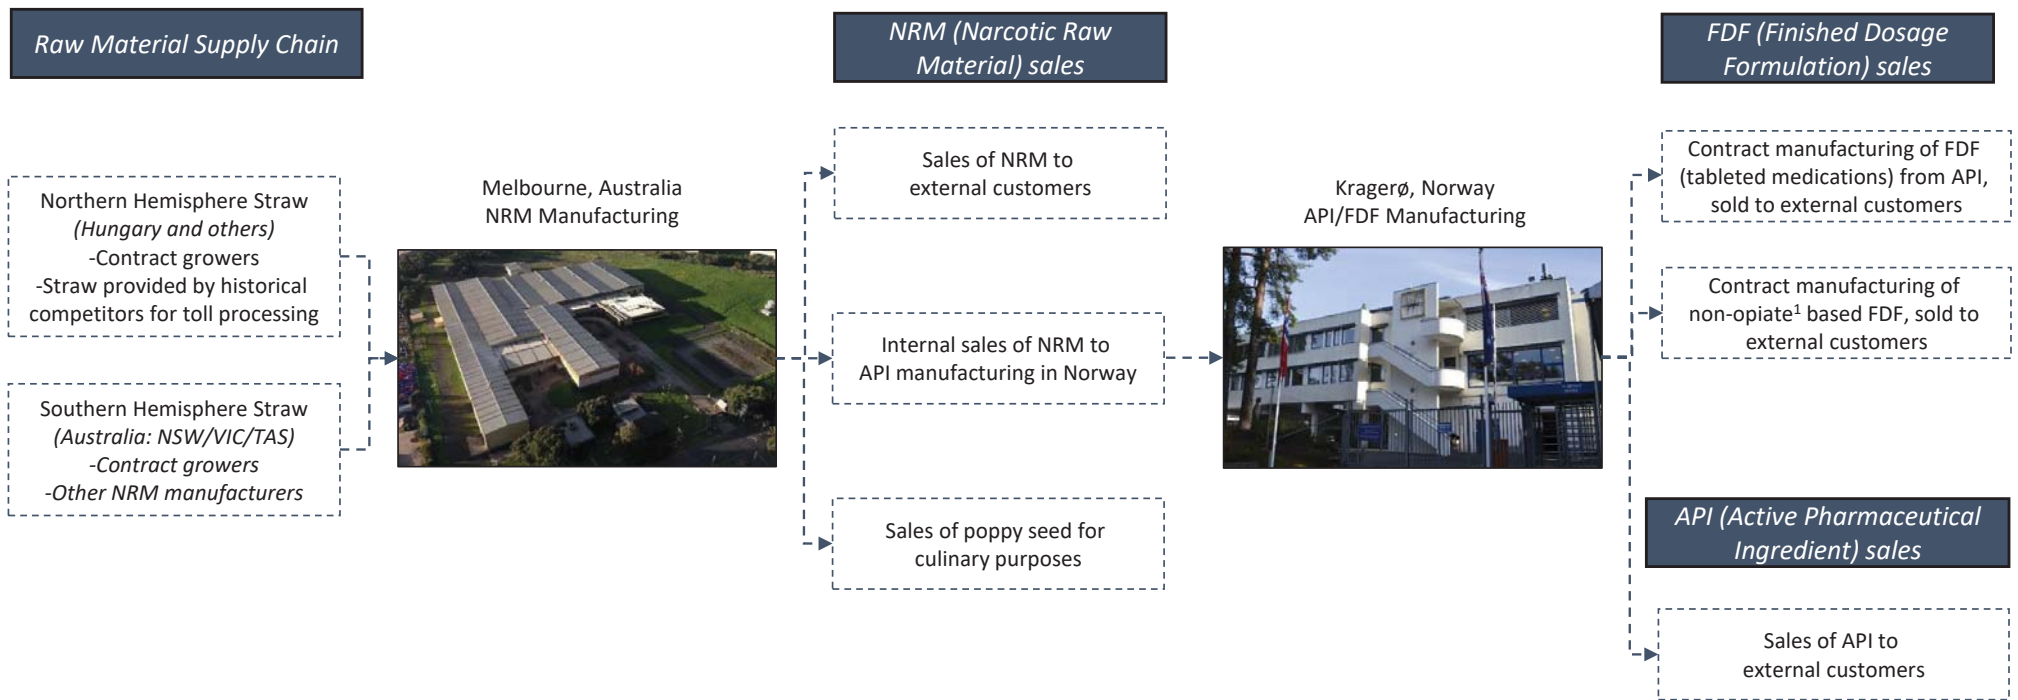 Raw Material Supply Chain
NRM (Narcotic Raw
Material) sales
FDF (Finished Dosage
Formulation) sales
Northern Hemisphere Straw
(Hungary and others)
-Contract growers
-Straw provided by historical
competitors for toll processing
Southern Hemisphere Straw
(Australia: NSW/VIC/TAS)
-Contract growers
-Other NRM manufacturers
Melbourne, Australia
NRM Manufacturing
Sales of NRM to
external customers
Internal sales of NRM to
API manufacturing in Norway
Sales of poppy seed for
culinary purposes
Kragerø, Norway
API/FDF Manufacturing
Contract manufacturing of FDF
(tableted medications) from API,
sold to external customers
Contract manufacturing of
non-opiate¹ based FDF, sold to
external customers
API (Active Pharmaceutical
Ingredient) sales
Sales of API to
external customers